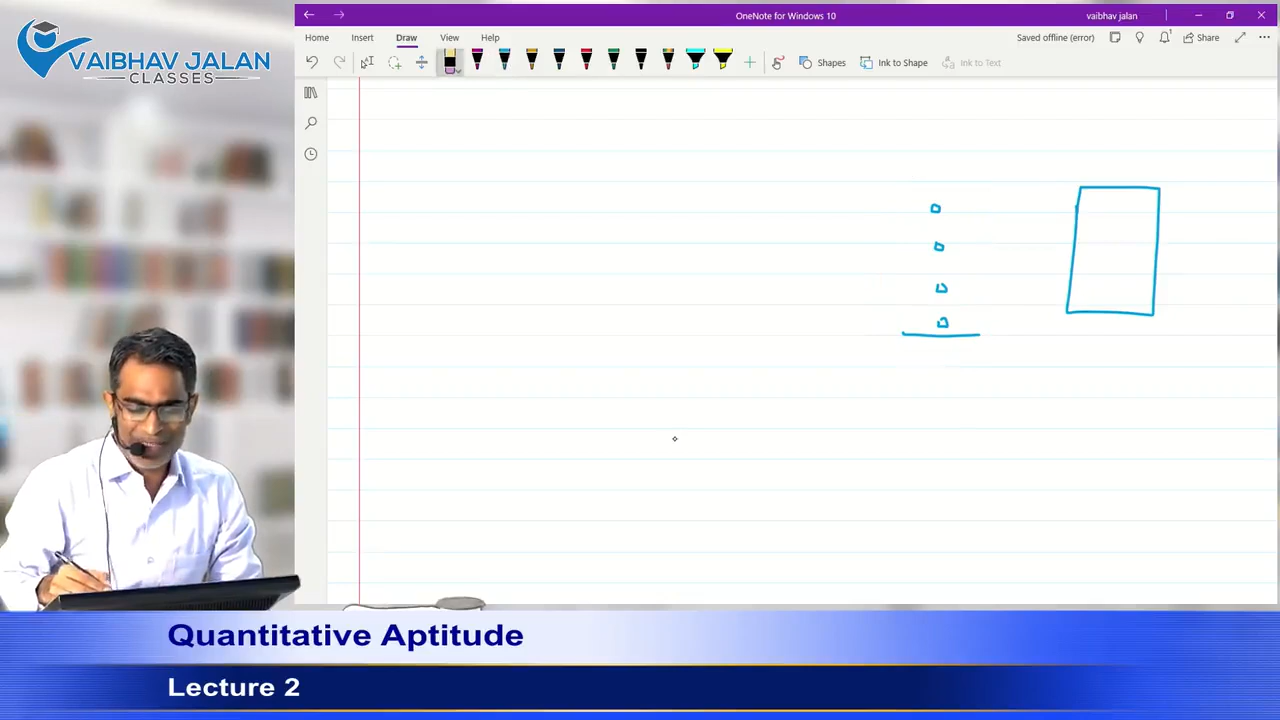 VAIBHAV JALAN
CLASSES
OneNote for Windows 10
vaibhav jalan
Home Insert Draw View Help
Saved offline (error)
Share
Shapes
Ink to Shape
Ink to Text
Quantitative Aptitude
Lecture 2